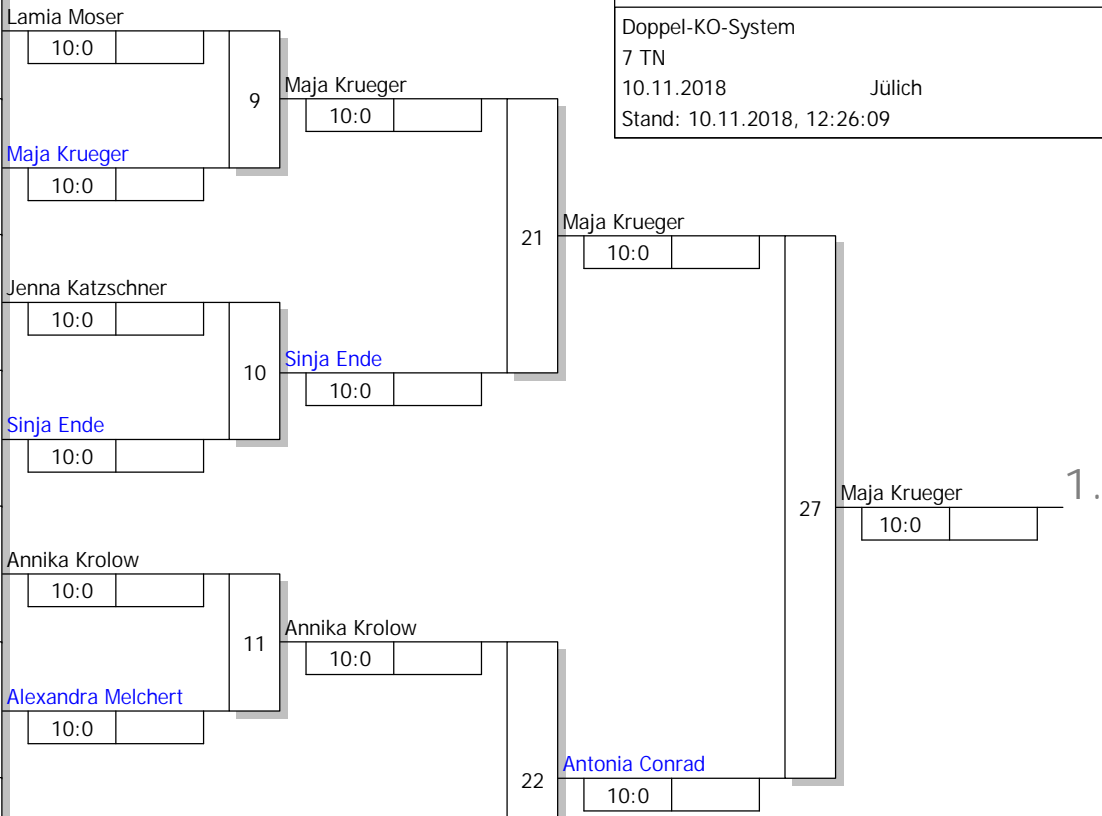 Doppel-KO-System
7 TN
10.11.2018 Jülich
Stand: 10.11.2018, 12:26:09
Lamia Moser
10:0
9
Maja Krueger
10:0
Maja Krueger
10:0
21
Maja Krueger
10:0
Jenna Katzschner
10:0
10
Sinja Ende
10:0
Sinja Ende
10:0
27
Maja Krueger
1.
10:0
Annika Krolow
10:0
11
Annika Krolow
10:0
Alexandra Melchert
10:0
22
Antonia Conrad
10:0